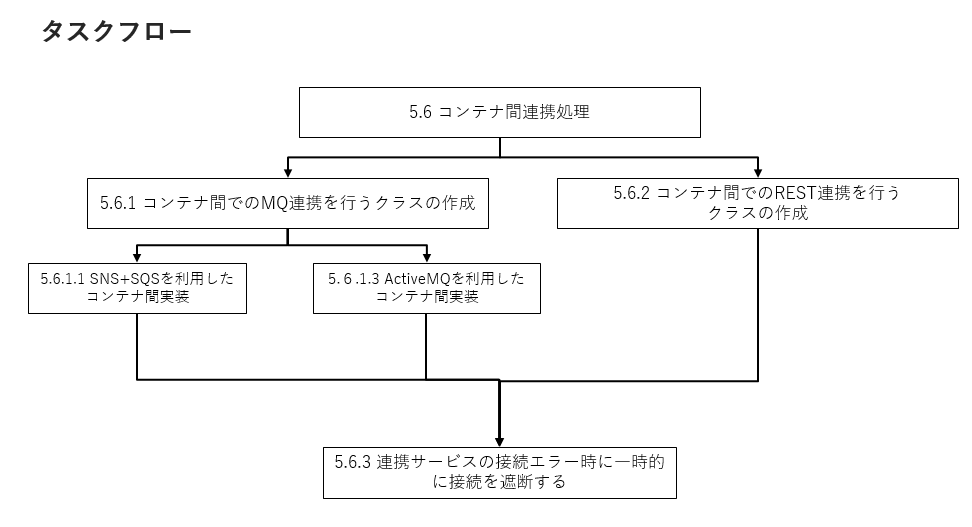 タスクフロー
5.6 コンテナ間連携処理
5.6.1 コンテナ間でのMQ連携を行うクラスの作成
5.6.2 コンテナ間でのREST連携を行う
クラスの作成
5.6.1.1 SNS+SQSを利用した
コンテナ間実装
5.６.1.3 ActiveMQを利用した
コンテナ間実装
5.6.3 連携サービスの接続エラー時に一時的
に接続を遮断する